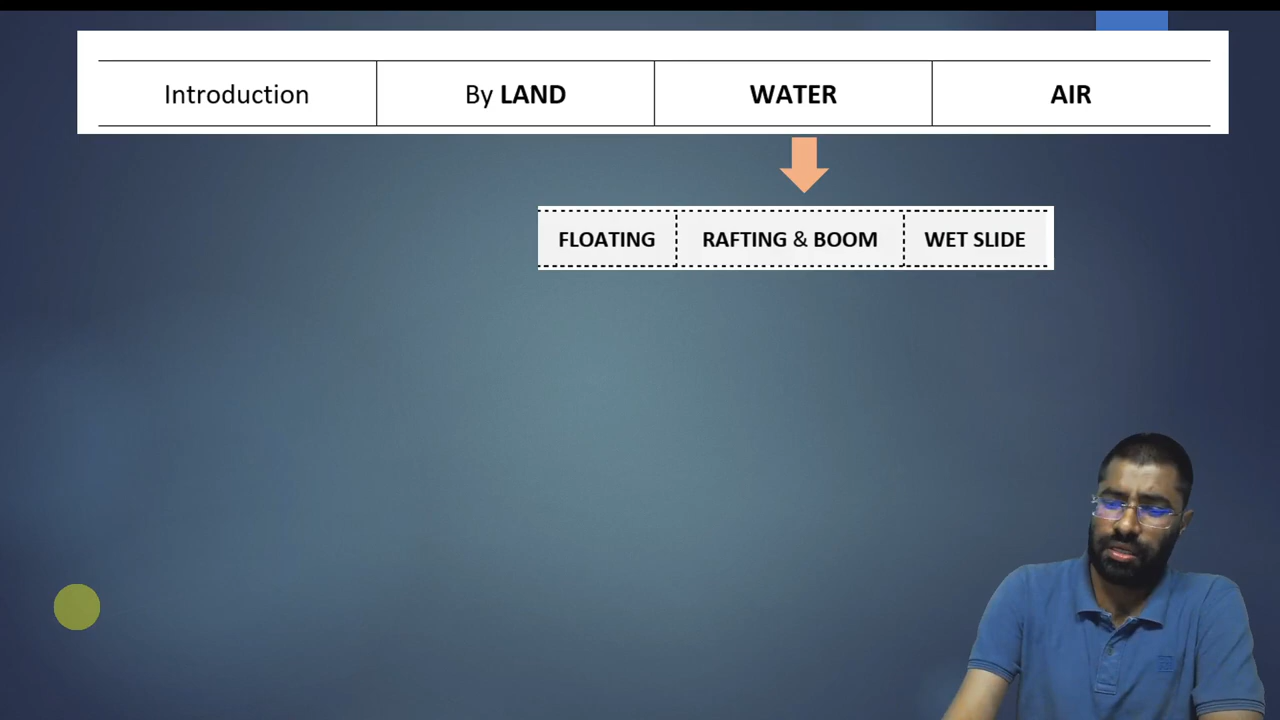 Introduction
By LAND
WATER
AIR
FLOATING
RAFTING & BOOM
WET SLIDE